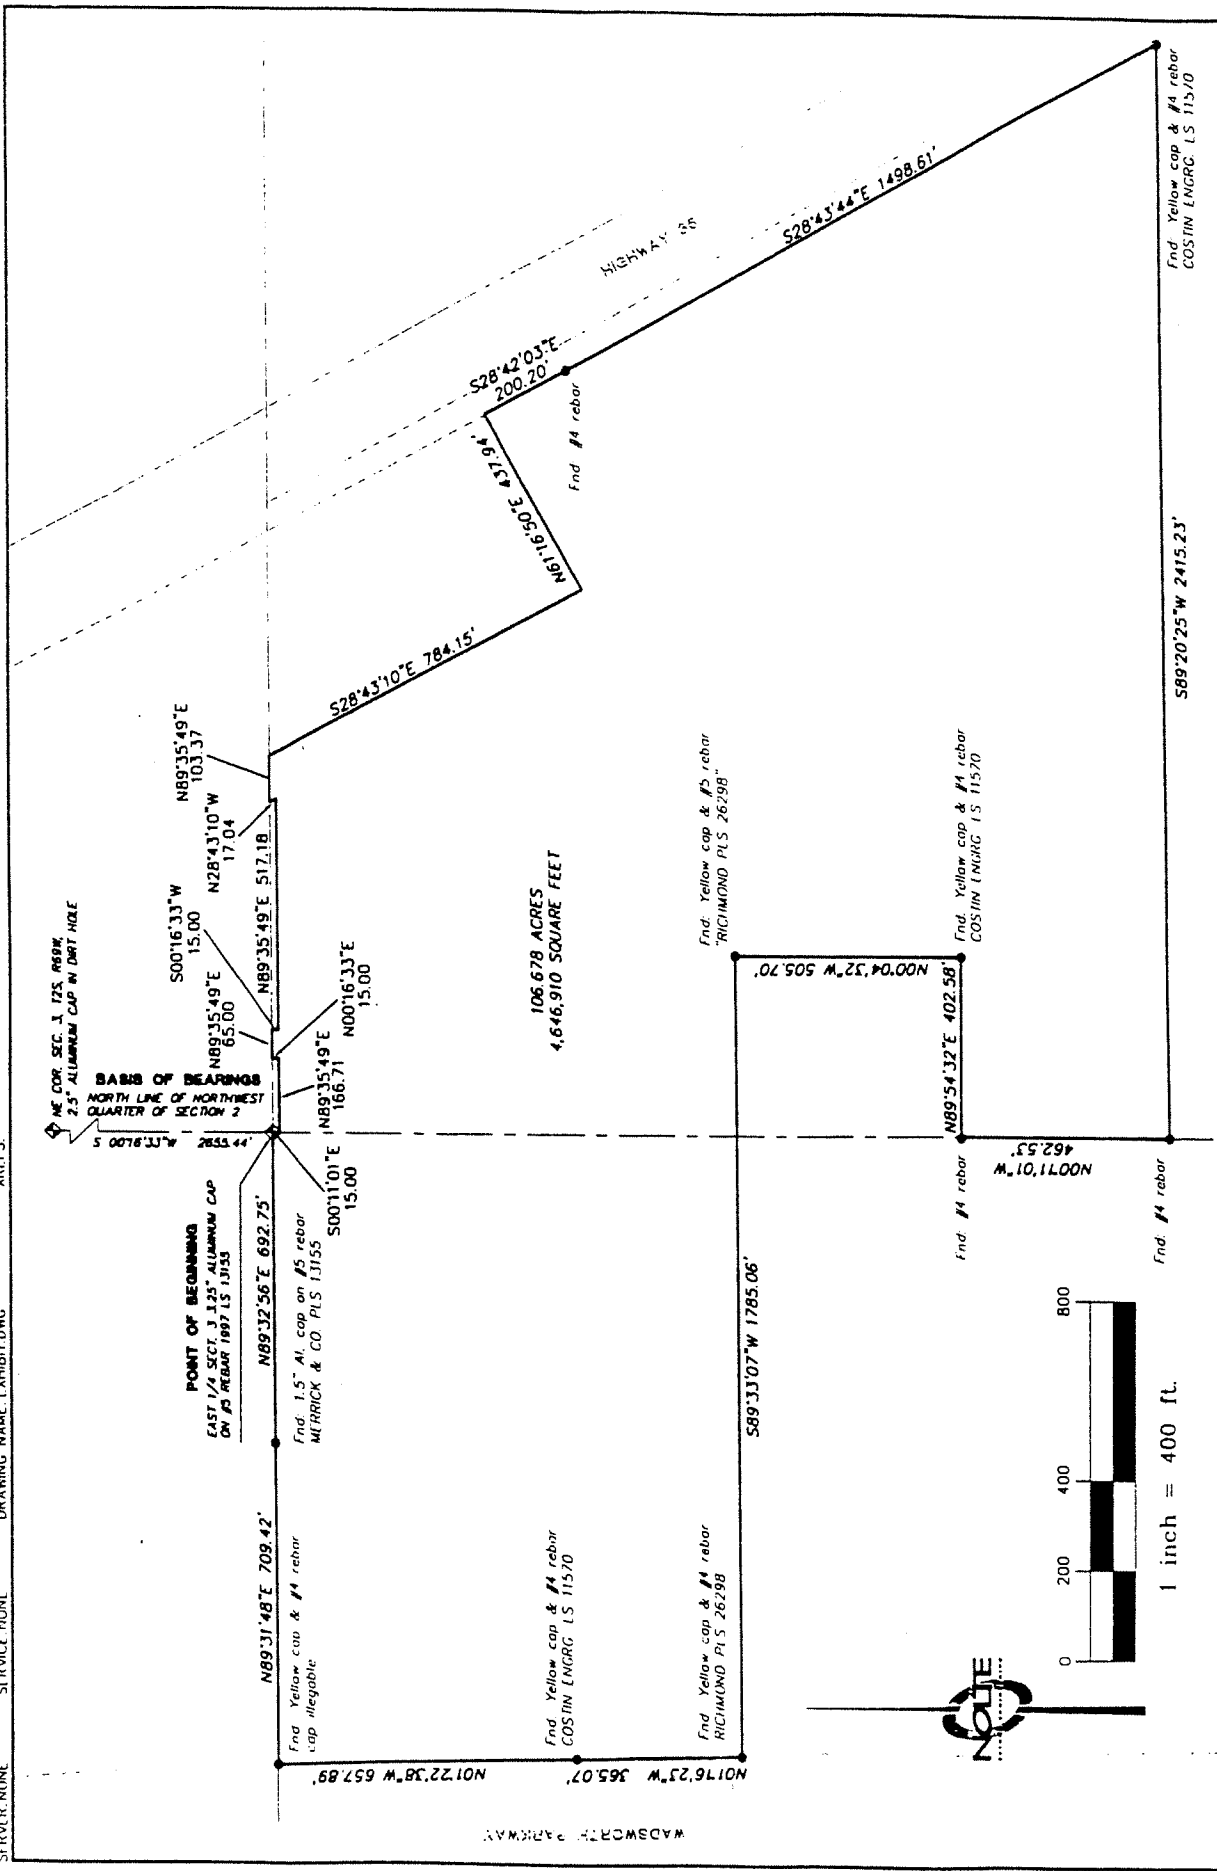 NE COR. SEC. 3, T2S, R69W,
2.5" ALUMINUM CAP IN DIRT HOLE
BASIS OF BEARINGS
NORTH LINE OF NORTHWEST
QUARTER OF SECTION 2
S 00°16'33"W 2655.44'
POINT OF BEGINNING
EAST 1/4 SECT. 3 3.25" ALUMINUM CAP
ON #5 REBAR 1997 LS 13155
N89°31'48"E 709.42'
N89°32'56"E 692.75'
S00°11'01"E
15.00
N89°35'49"E
166.71
N00°16'33"E
15.00
N89°35'49"E
65.00
S00°16'33"W
15.00
N89°35'49"E 517.18
N28°43'10"W
17.04
N89°35'49"E
103.37
S28°43'10"E 784.15'
N61°16'50"E 437.94'
S28°42'03"E
200.20'
Fnd #4 rebar
HIGHWAY 36
S28°43'44"E 1498.61'
Fnd Yellow cap & #4 rebar
COSTIN ENGRG. LS 11570
S89°20'25"W 2415.23'
Fnd. #4 rebar
N00°11'01"W
462.53'
Fnd: #4 rebar
N89°54'32"E 402.58'
Fnd: Yellow cap & #4 rebar
COSTIN ENGRG LS 11570
N00°04'32"W 505.70'
Fnd: Yellow cap & #5 rebar
"RICHMOND PLS 26298"
S89°33'07"W 1785.06'
Fnd Yellow cap & #4 rebar
RICHMOND PLS 26298
N01°16'23"W 365.07'
Fnd Yellow cap & #4 rebar
COSTIN ENGRG LS 11570
N01°22'38"W 657.89'
Fnd Yellow cap & #4 rebar
cap illegable
Fnd: 1.5" Al. cap on #5 rebar
MERRICK & CO. PLS 13155
106.678 ACRES
4,646,910 SQUARE FEET
WADSWORTH PARKWAY
NOLTE
0 200 400 800
1 inch = 400 ft.